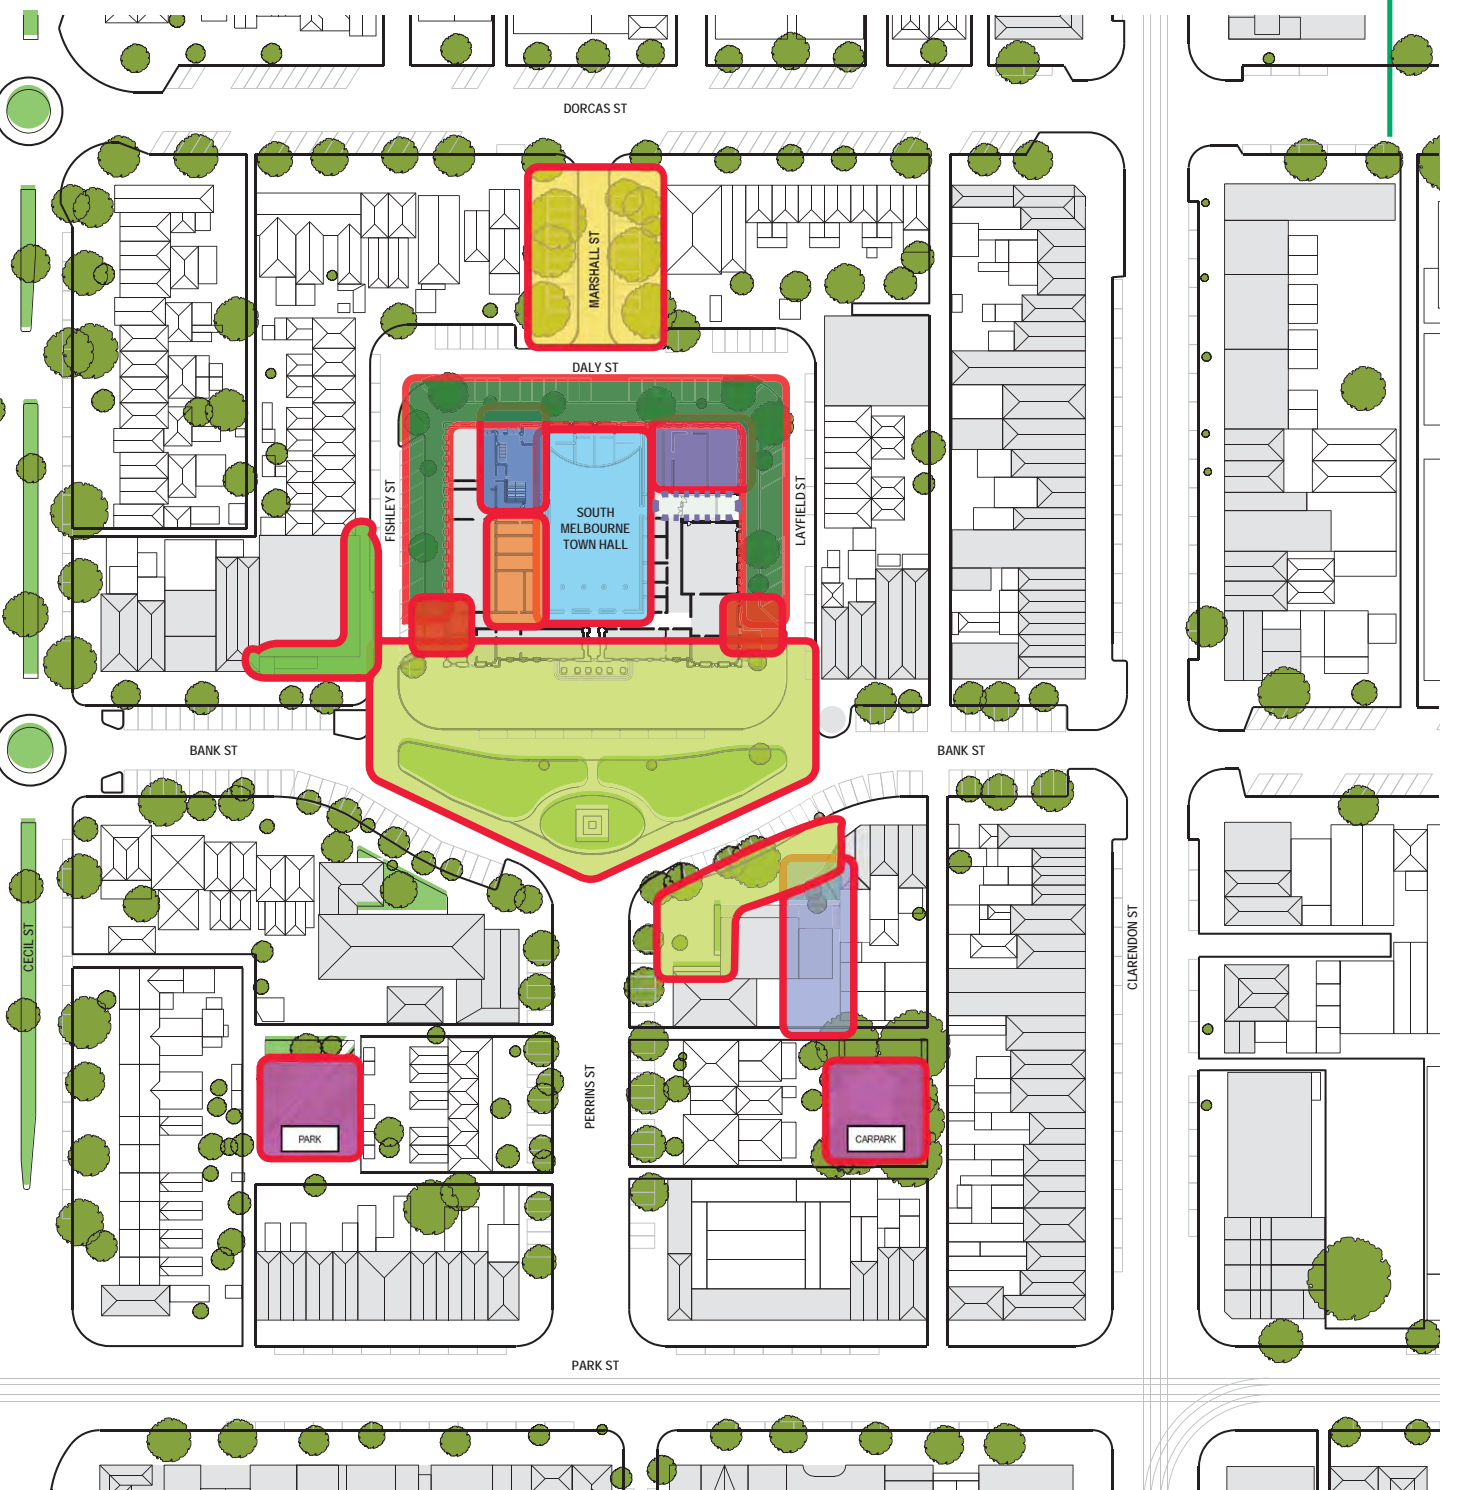 DORCAS ST
MARSHALL ST
DALY ST
FISHLEY ST
SOUTH
MELBOURNE
TOWN HALL
LAYFIELD ST
BANK ST
BANK ST
CECIL ST
CLARENDON ST
PERRINS ST
PARK
CARPARK
PARK ST